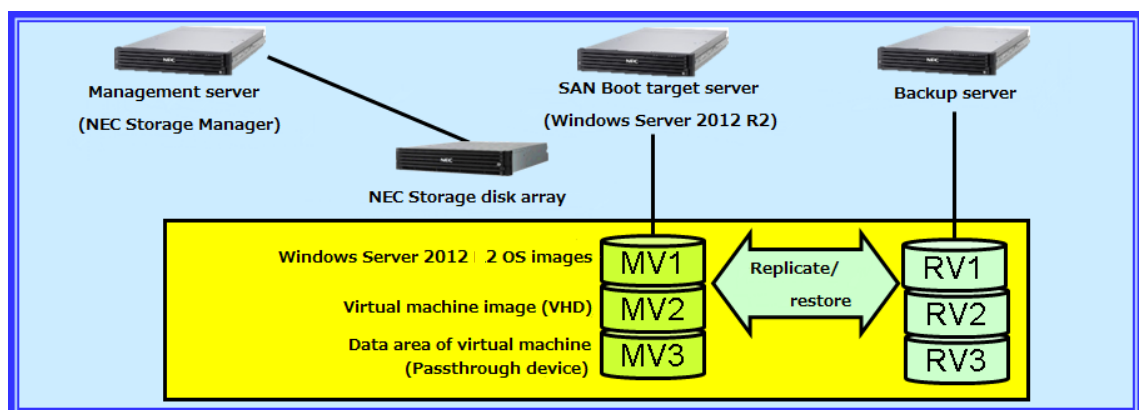 NEC
NEC
NEC
Management server
(NEC Storage Manager)
SAN Boot target server
(Windows Server 2012 R2)
Backup server
NEC
NEC Storage disk array
Windows Server 2012 .2 OS images
MV1
Replicate/
restore
RV1
Virtual machine image (VHD)
MV2
RV2
Data area of virtual machine
(Passthrough device)
MV3
RV3